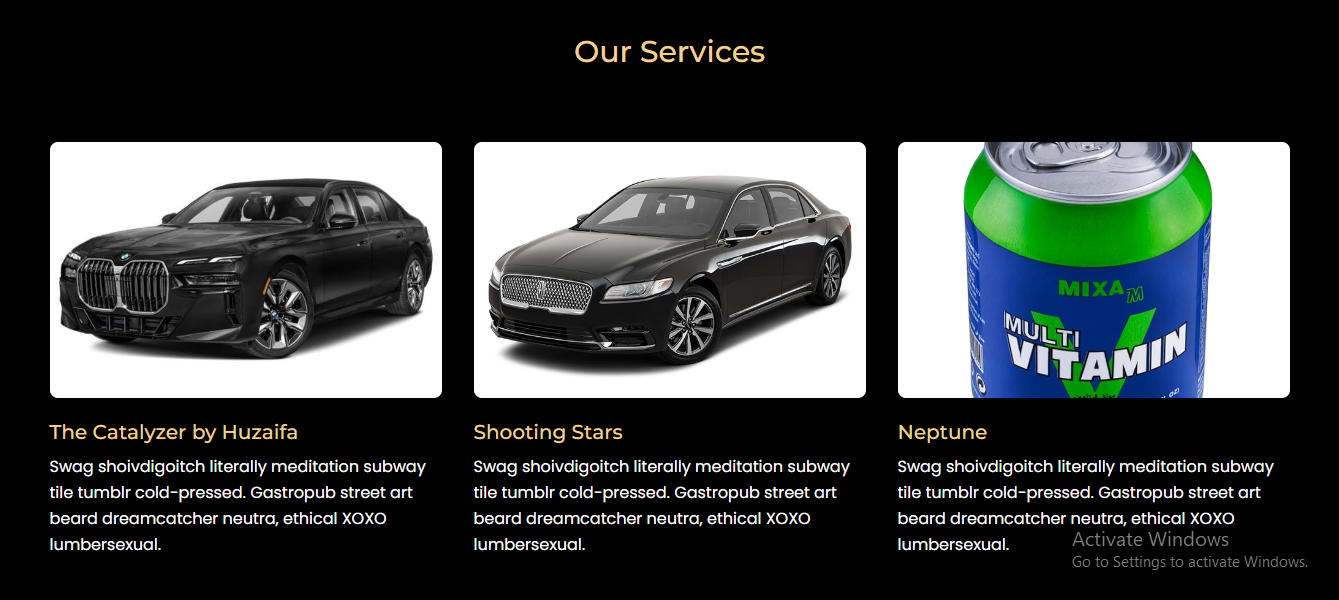 Our Services
MIXA M
MULTI
VITAMIN
The Catalyzer by Huzaifa
Swag shoivdigoitch literally meditation subway
tile tumblr cold-pressed. Gastropub street art
beard dreamcatcher neutra, ethical XOXO
lumbersexual.
Shooting Stars
Swag shoivdigoitch literally meditation subway
tile tumblr cold-pressed. Gastropub street art
beard dreamcatcher neutra, ethical XOXO
lumbersexual.
Neptune
Swag shoivdigoitch literally meditation subway
tile tumblr cold-pressed. Gastropub street art
beard dreamcatcher neutra, ethical XOXO
lumbersexual.
Activate Windows
Go to Settings to activate Windows.